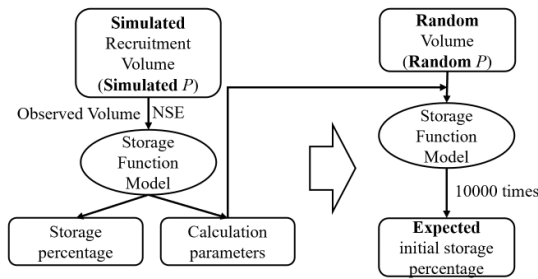 Simulated
Recruitment
Volume
(Simulated P)
Observed Volume NSE
Storage
Function
Model
Storage
percentage
Calculation
parameters
Random
Volume
(Random P)
Storage
Function
Model
10000 times
Expected
initial storage
percentage